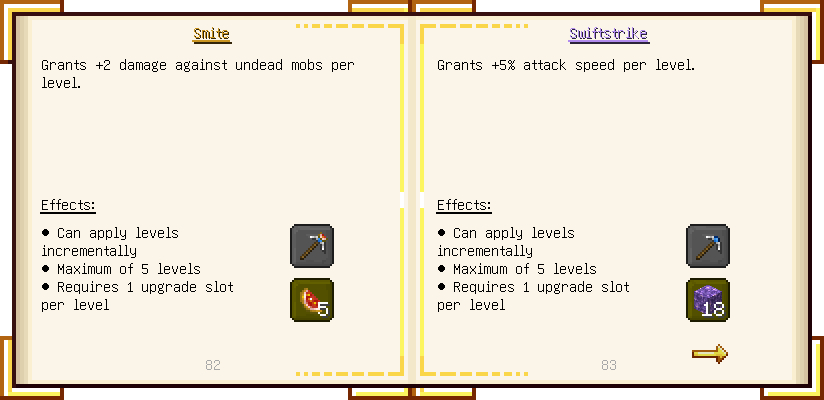 Smite
Grants +2 damage against undead mobs per
level.
Effects:
• Can apply levels
incrementally
• Maximum of 5 levels
• Requires 1 upgrade slot
per level
5
82
Swiftstrike
Grants +5% attack speed per level.
Effects:
• Can apply levels
incrementally
• Maximum of 5 levels
• Requires 1 upgrade slot
per level
18
83